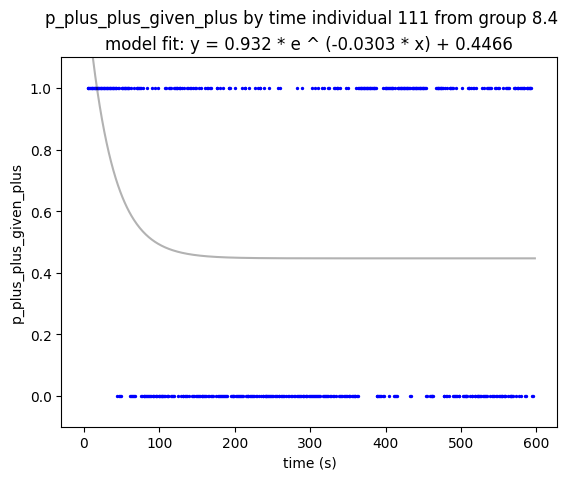 p_plus_plus_given_plus by time individual 111 from group 8.4
model fit: y = 0.932 * e ^ (-0.0303 * x) + 0.4466
p_plus_plus_given_plus
1.0
0.8
0.6
0.4
0.2
0.0
0 100 200 300 400 500 600
time (s)